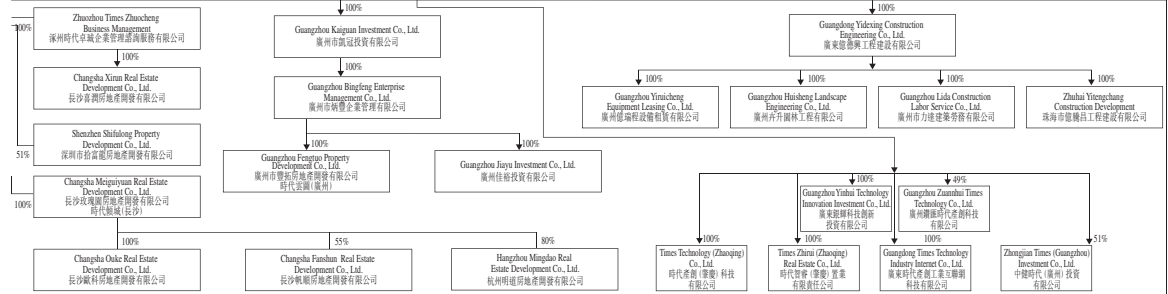 100%
Zhuozhou Times Zhuocheng
Business Management
涿州時代卓珹企業管理諮詢服務有限公司
100%
Changsha Xirun Real Estate
Development Co., Ltd.
長沙喜潤房地產開發有限公司
51%
Shenzhen Shifulong Property
Development Co., Ltd.
深圳市拾富龍房地產開發有限公司
100%
Changsha Meiguiyuan Real Estate
Development Co., Ltd.
長沙玫瑰園房地產開發有限公司
時代傾城(長沙)
100%
Changsha Ouke Real Estate
Development Co., Ltd.
長沙歐科房地產開發有限公司
55%
Changsha Fanshun Real Estate
Development Co., Ltd.
長沙帆順房地產開發有限公司
80%
Hangzhou Mingdao Real
Estate Development Co., Ltd.
杭州明道房地產開發有限公司
100%
Guangzhou Kaiguan Investment Co., Ltd.
廣州市凱冠投資有限公司
100%
Guangzhou Bingfeng Enterprise
Management Co., Ltd.
廣州市炳豐企業管理有限公司
100%
Guangzhou Fengtuo Property
Development Co., Ltd.
廣州市豐拓房地產開發有限公司
時代雲圖(廣州)
100%
Guangzhou Jiayu Investment Co., Ltd.
廣州佳裕投資有限公司
100%
Guangdong Yidexing Construction
Engineering Co., Ltd.
廣東億德興工程建設有限公司
100%
Guangzhou Yiruicheng
Equipment Leasing Co., Ltd.
廣州億瑞程設備租賃有限公司
100%
Guangzhou Huisheng Landscape
Engineering Co., Ltd.
廣州卉升園林工程有限公司
100%
Guangzhou Lida Construction
Labor Service Co., Ltd.
廣州市力達建築勞務有限公司
100%
Zhuhai Yitengchang
Construction Development
珠海市億騰昌工程建設有限公司
100%
Guangzhou Yinhui Technology
Innovation Investment Co., Ltd.
廣東銀輝科技創新
投資有限公司
49%
Guangzhou Zuannhui Times
Technology Co., Ltd.
廣州鑽匯時代產創科技
有限公司
100%
Times Technology (Zhaoqing)
Co., Ltd.
時代產創 (肇慶) 科技
有限公司
100%
Times Zhirui (Zhaoqing)
Real Estate Co., Ltd.
時代智睿 (肇慶) 置業
有限責任公司
100%
Guangdong Times Technology
Industry Internet Co., Ltd.
廣東時代產創工業互聯網
科技有限公司
51%
Zhongjian Times (Guangzhou)
Investment Co., Ltd.
中健時代 (廣州) 投資
有限公司